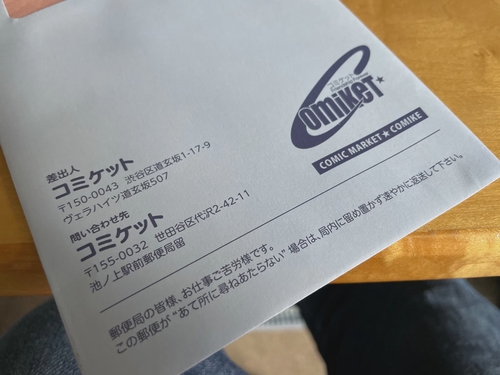 コミケット
COMIKET
COMIC MARKET★COMIKE
差出人
コミケット
〒150-0043 渋谷区道玄坂1-17-9
ヴェラハイツ道玄坂507
問い合わせ先
コミケット
〒155-0032 世田谷区代沢2-42-11
池ノ上駅前郵便局留
郵便局の皆様、お仕事ご苦労様です。
この郵便が“あて所に尋ねあたらない”場合は、局内に留め置かず速やかに返送して下さい。